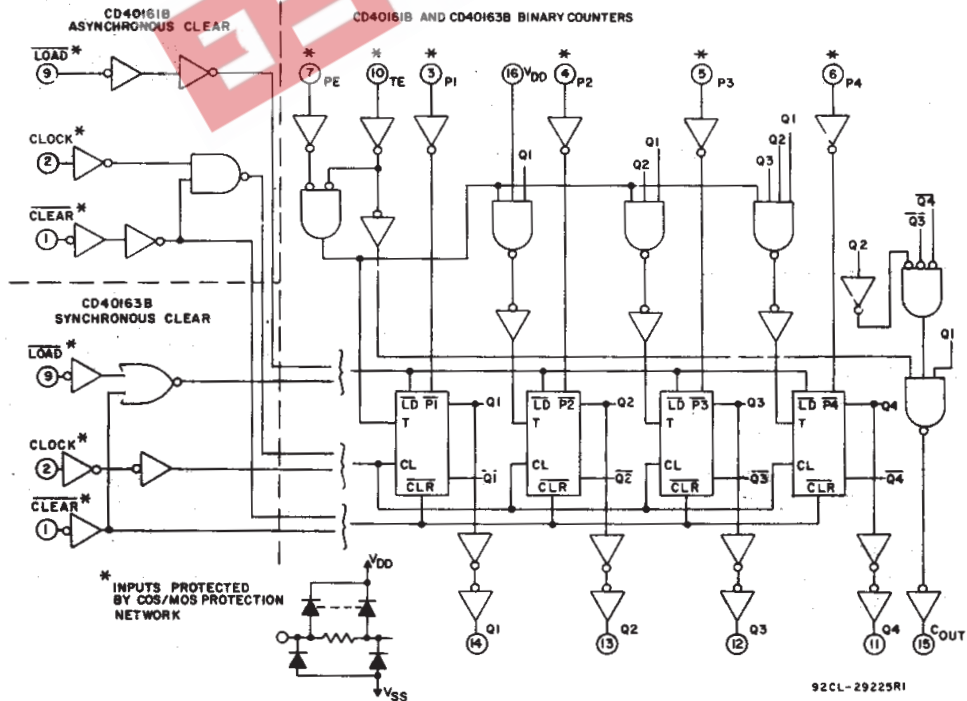 CD40161B
ASYNCHRONOUS CLEAR
CD40161B AND CD40163B BINARY COUNTERS
LOAD *
9
CLOCK *
2
CLEAR *
1
*
7
PE
*
10
TE
*
3
P1
16
VDD
*
4
P2
*
5
P3
*
6
P4
Q1
Q2
Q1
Q3
Q2
Q1
Q2
Q3
Q4
Q1
CD40163B
SYNCHRONOUS CLEAR
LOAD *
9
CLOCK *
2
CLEAR *
1
LD P1
T
CL
CLR
Q1
Q1
LD P2
T
CLR
Q2
Q2
LD P3
T
CLR
Q3
Q3
LD P4
T
CL
CLR
Q4
Q4
* INPUTS PROTECTED
BY COS/MOS PROTECTION
NETWORK
VDD
VSS
Q1
14
Q2
13
Q3
12
Q4
11
COUT
15
92CL-29225R1